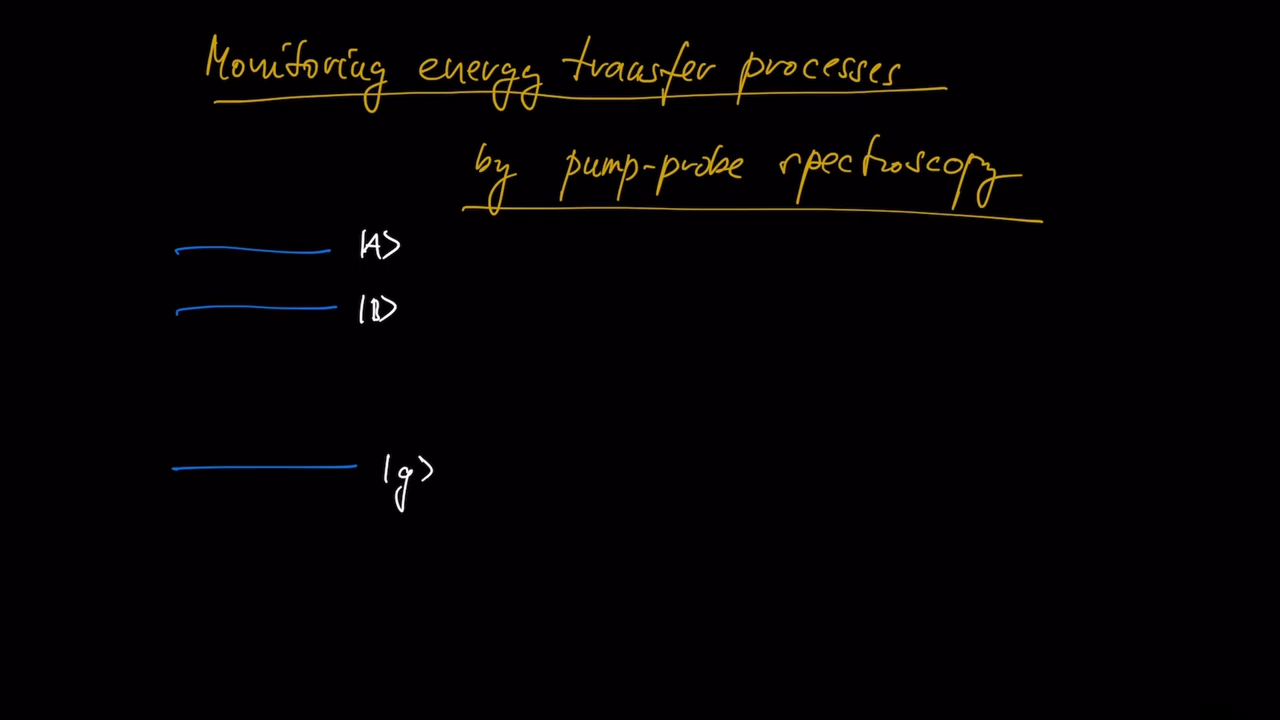 Monitoring energy transfer processes
by pump-probe spectroscopy
|A>
|B>
|g>